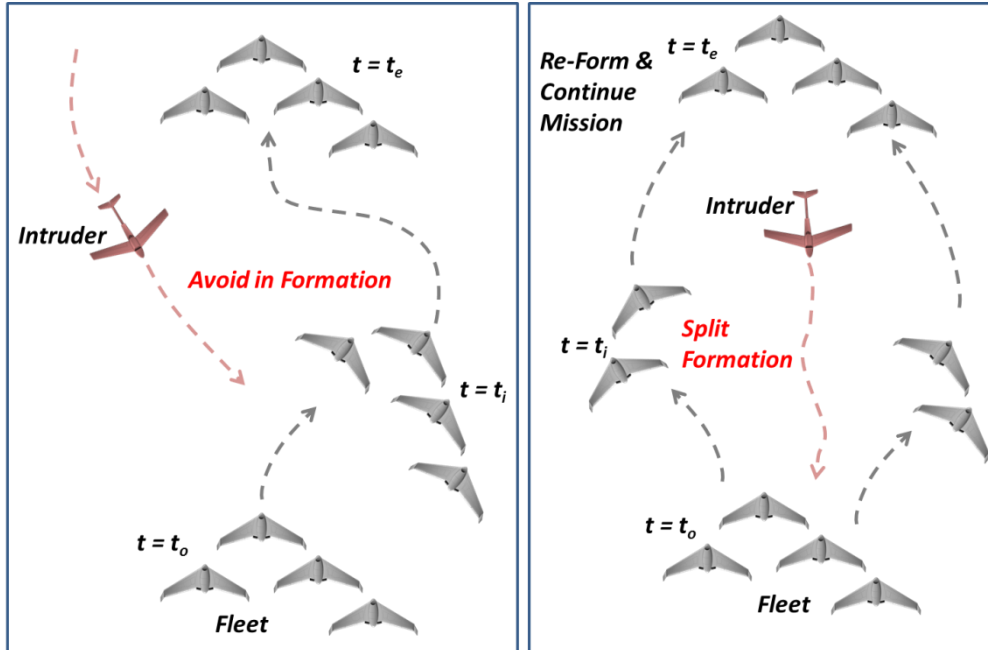 t = te
Intruder
Avoid in Formation
t = ti
t = to
Fleet
Re-Form &
Continue
Mission
t = te
Intruder
Split
Formation
t = ti
t = to
Fleet